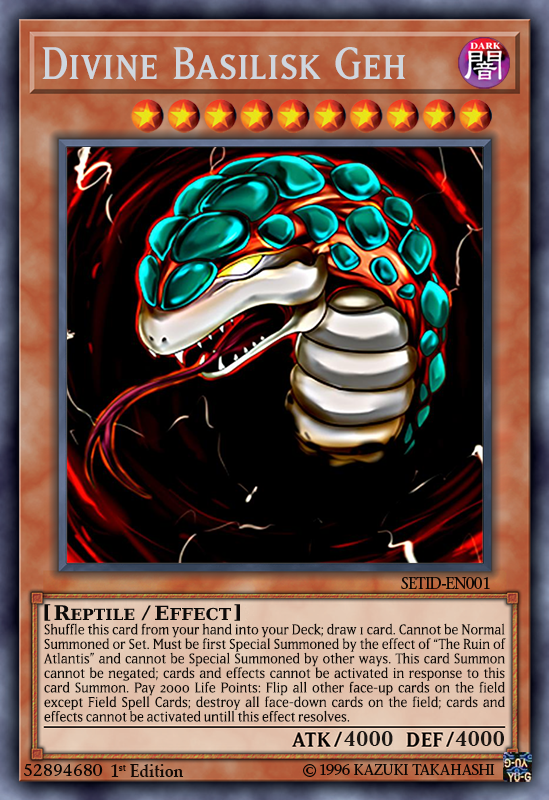 Divine Basilisk Geh
DARK
闇
SETID-EN001
[Reptile / Effect]
Shuffle this card from your hand into your Deck; draw 1 card. Cannot be Normal
Summoned or Set. Must be first Special Summoned by the effect of “The Ruin of
Atlantis” and cannot be Special Summoned by other ways. This card Summon
cannot be negated; cards and effects cannot be activated in response to this
card Summon. Pay 2000 Life Points: Flip all other face-up cards on the field
except Field Spell Cards; destroy all face-down cards on the field; cards and
effects cannot be activated untill this effect resolves.
ATK/4000 DEF/4000
52894680 1st Edition © 1996 KAZUKI TAKAHASHI
YU-G